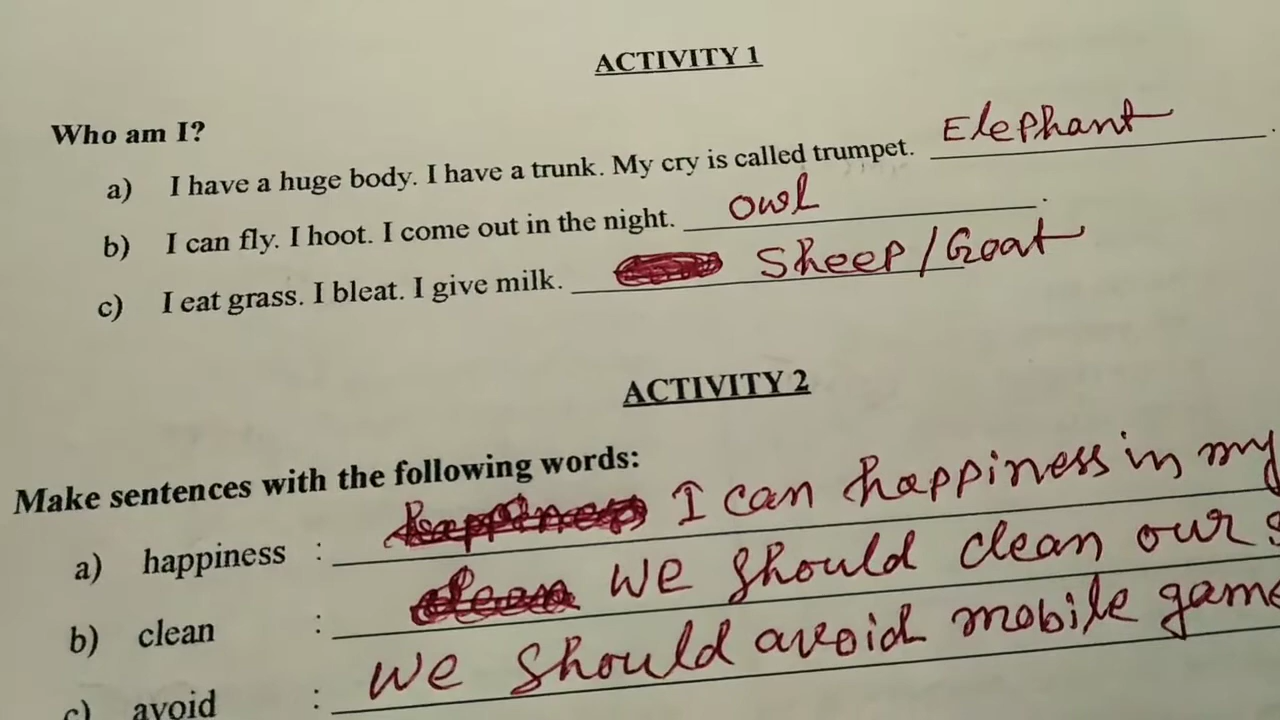 ACTIVITY 1
Who am I?
a) I have a huge body. I have a trunk. My cry is called trumpet. Elephant.
b) I can fly. I hoot. I come out in the night. Owl.
c) I eat grass. I bleat. I give milk. Sheep/Goat
ACTIVITY 2
Make sentences with the following words:
a) happiness : happiness I can happiness in my
b) clean : clean we should clean our s
c) avoid : we should avoid mobile game